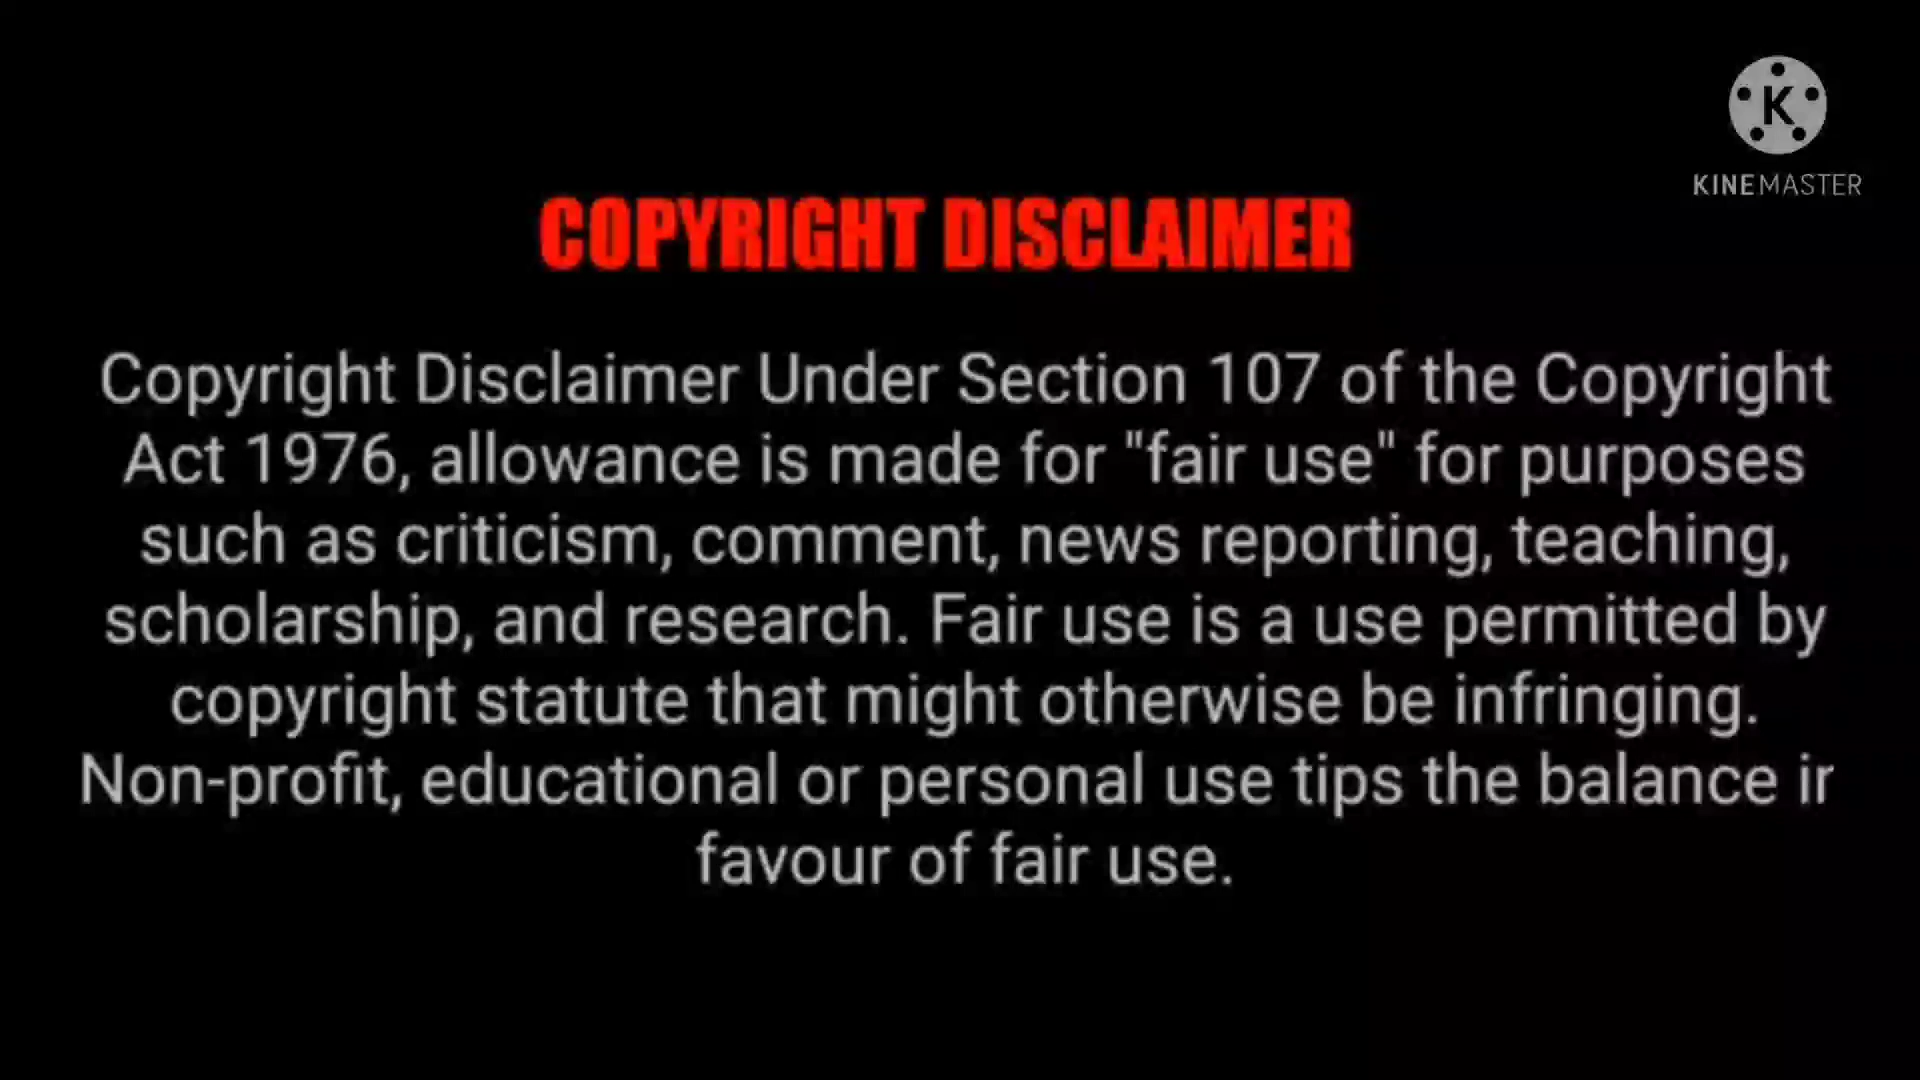 K
KINEMASTER
COPYRIGHT DISCLAIMER
Copyright Disclaimer Under Section 107 of the Copyright
Act 1976, allowance is made for "fair use" for purposes
such as criticism, comment, news reporting, teaching,
scholarship, and research. Fair use is a use permitted by
copyright statute that might otherwise be infringing.
Non-profit, educational or personal use tips the balance ir
favour of fair use.